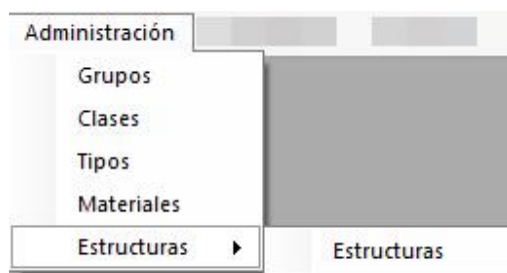 Administración
Grupos
Clases
Tipos
Materiales
Estructuras Estructuras